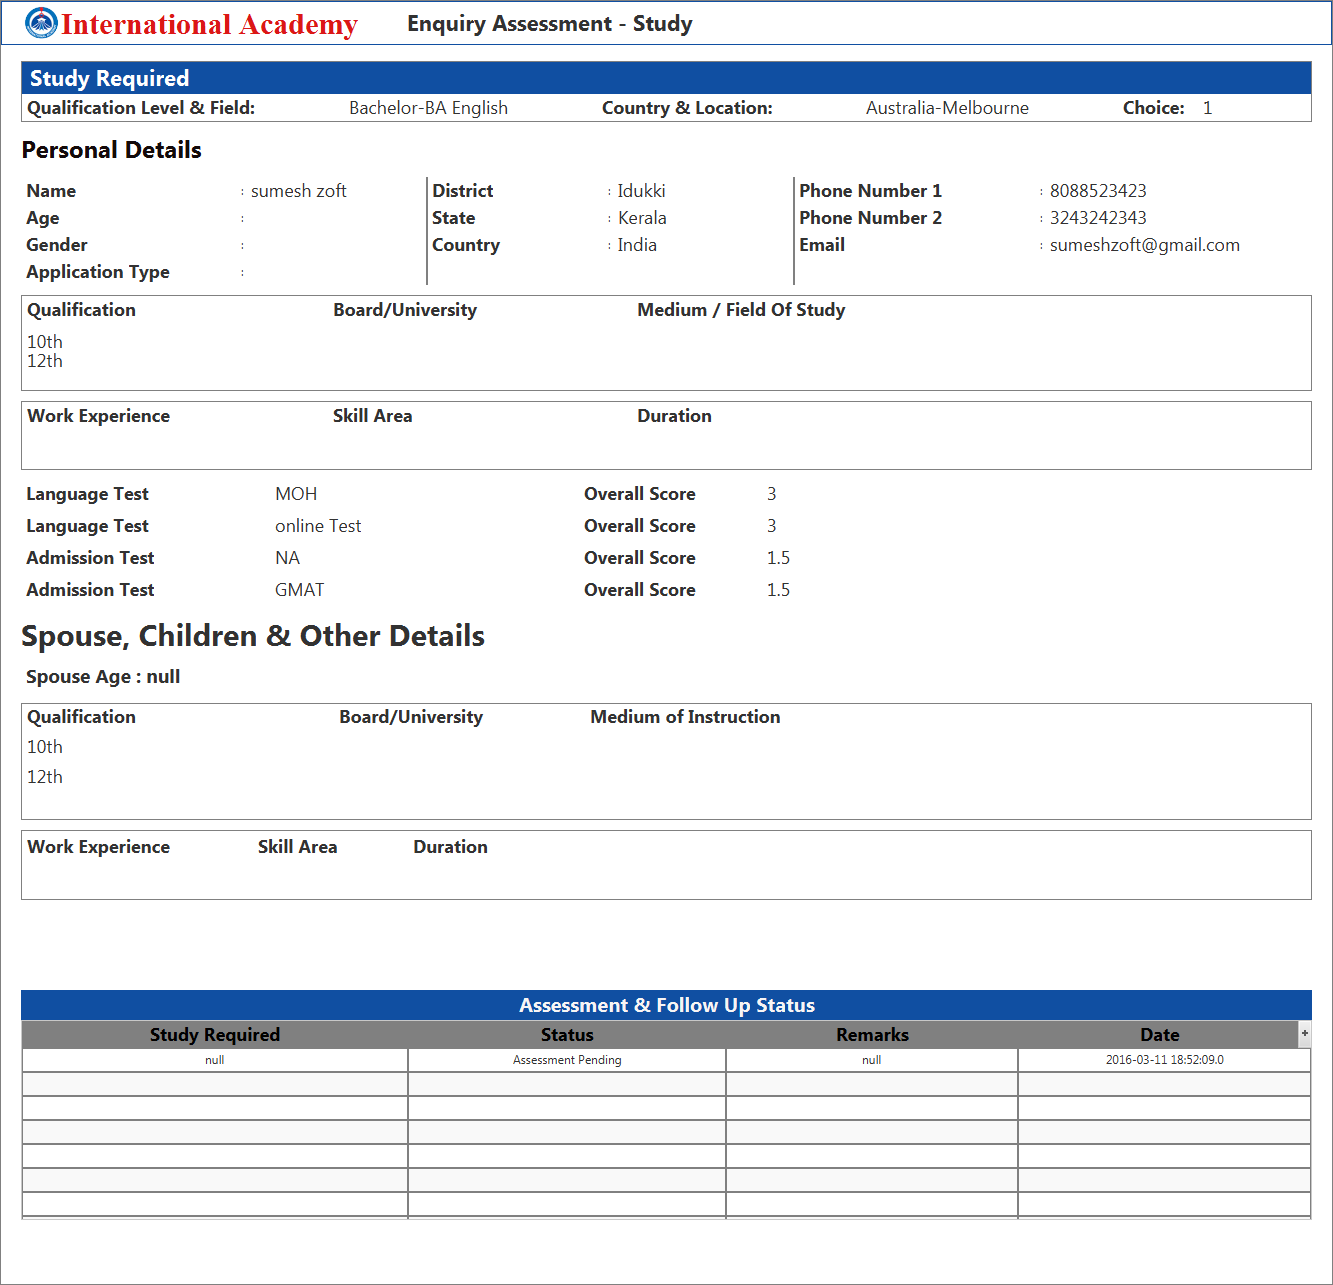 International Academy Enquiry Assessment - Study
Study Required
Qualification Level & Field: Bachelor-BA English Country & Location: Australia-Melbourne Choice: 1
Personal Details
Name : sumesh zoft District : Idukki Phone Number 1 : 8088523423
Age : State : Kerala Phone Number 2 : 3243242343
Gender : Country : India Email : sumeshzoft@gmail.com
Application Type :
Qualification Board/University Medium / Field Of Study
10th
12th
Work Experience Skill Area Duration
Language Test MOH Overall Score 3
Language Test online Test Overall Score 3
Admission Test NA Overall Score 1.5
Admission Test GMAT Overall Score 1.5
Spouse, Children & Other Details
Spouse Age : null
Qualification Board/University Medium of Instruction
10th
12th
Work Experience Skill Area Duration
Assessment & Follow Up Status
Study Required Status Remarks Date +
null Assessment Pending null 2016-03-11 18:52:09.0